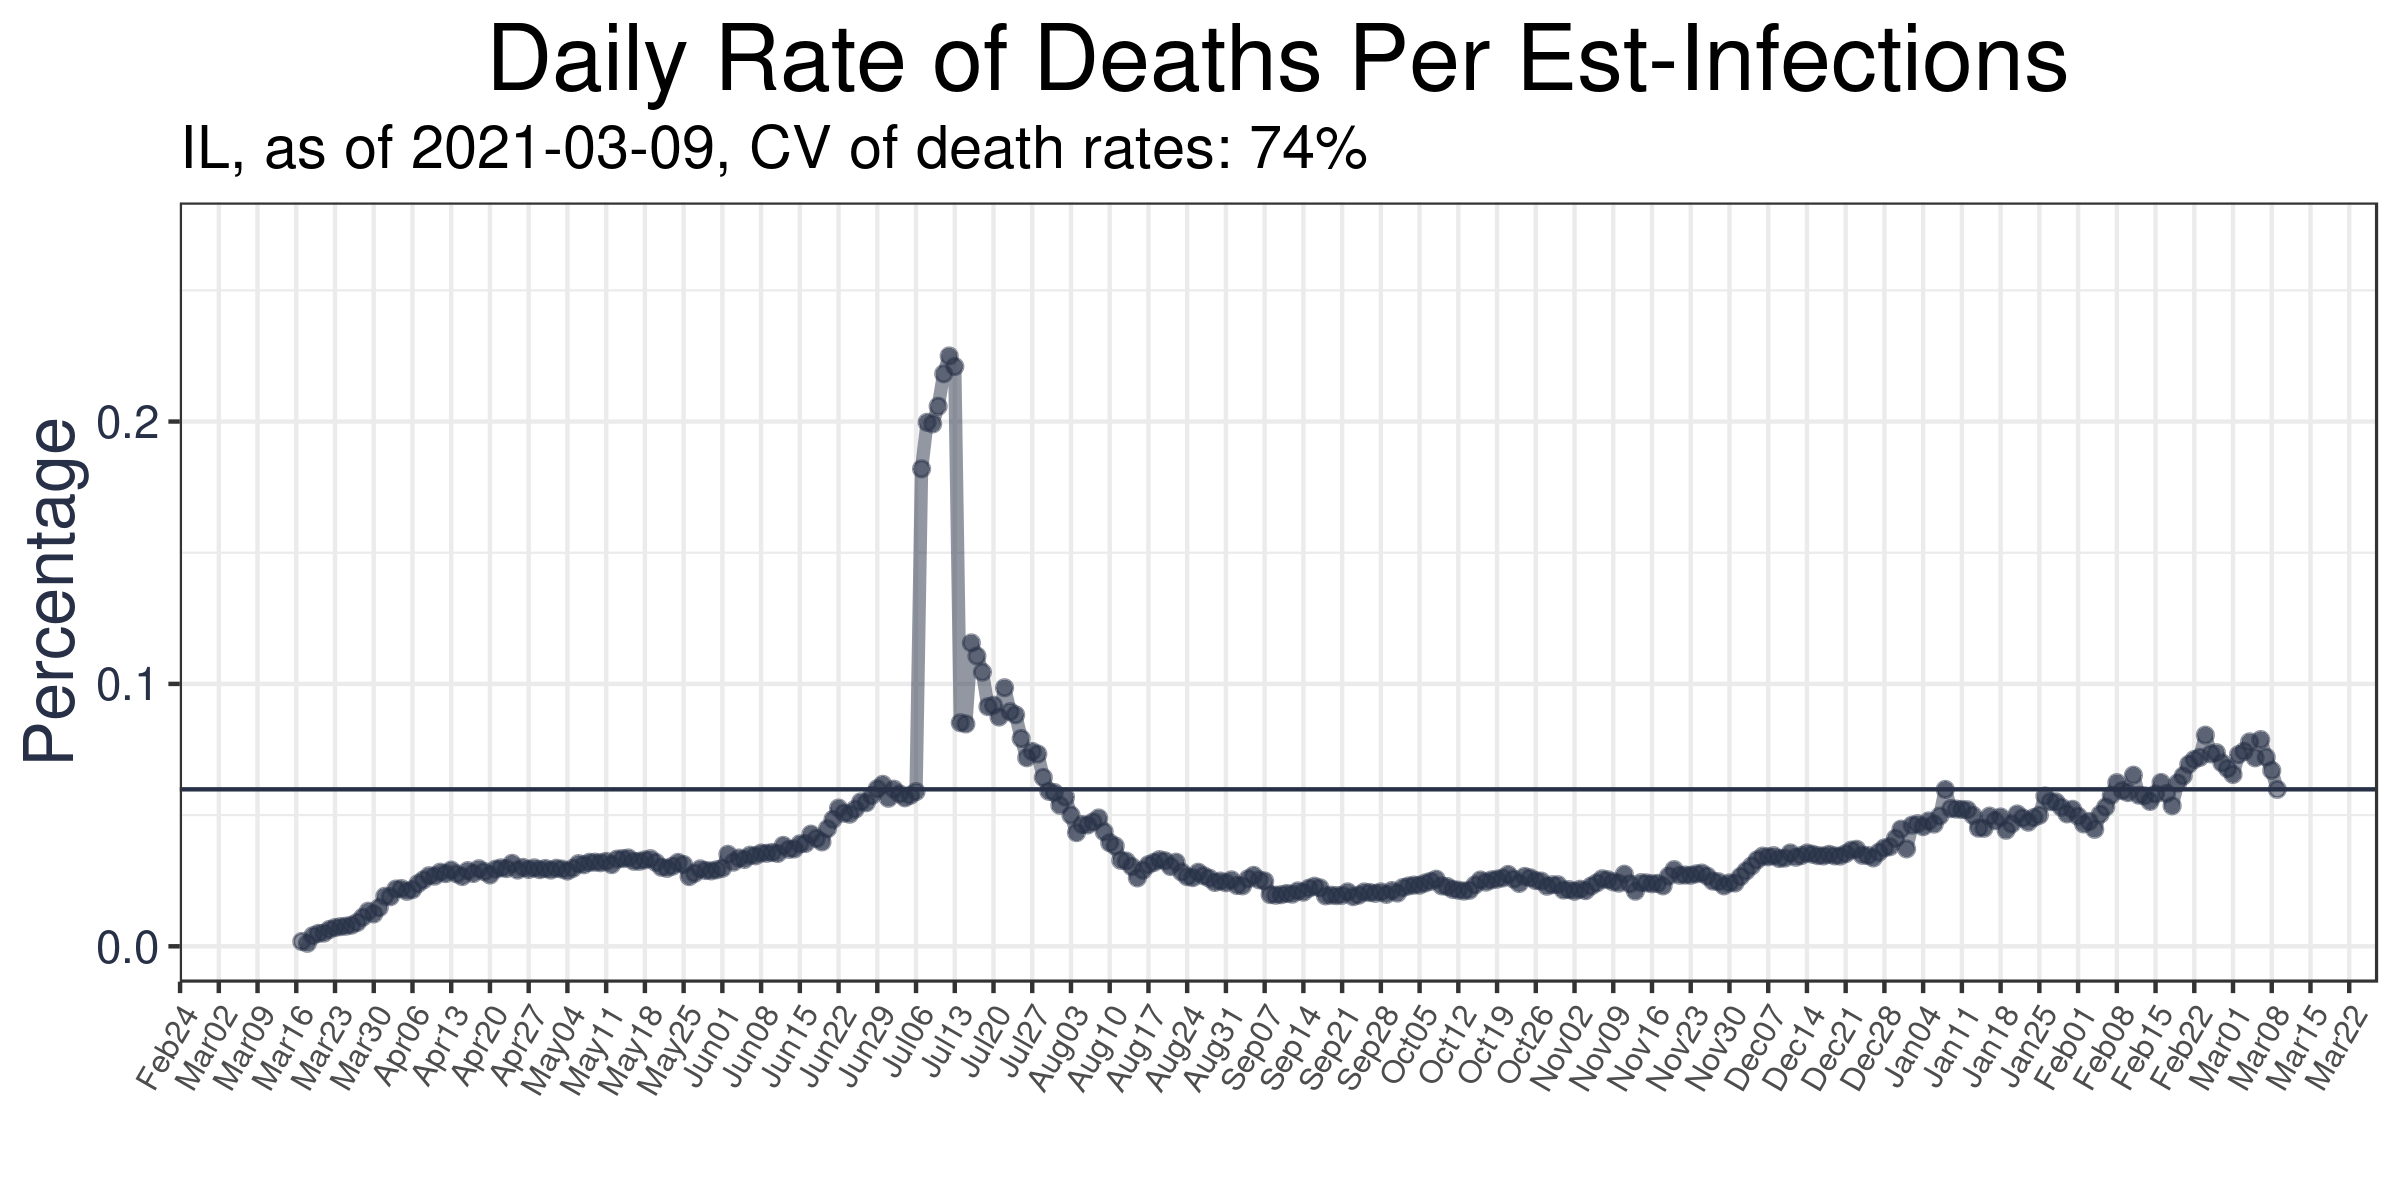 Daily Rate of Deaths Per Est-Infections
IL, as of 2021-03-09, CV of death rates: 74%
Percentage
0.2
0.1
0.0
Feb24
Mar02
Mar09
Mar16
Mar23
Mar30
Apr06
Apr13
Apr20
Apr27
May04
May11
May18
May25
Jun01
Jun08
Jun15
Jun22
Jun29
Jul06
Jul13
Jul20
Jul27
Aug03
Aug10
Aug17
Aug24
Aug31
Sep07
Sep14
Sep21
Sep28
Oct05
Oct12
Oct19
Oct26
Nov02
Nov09
Nov16
Nov23
Nov30
Dec07
Dec14
Dec21
Dec28
Jan04
Jan11
Jan18
Jan25
Feb01
Feb08
Feb15
Feb22
Mar01
Mar08
Mar15
Mar22